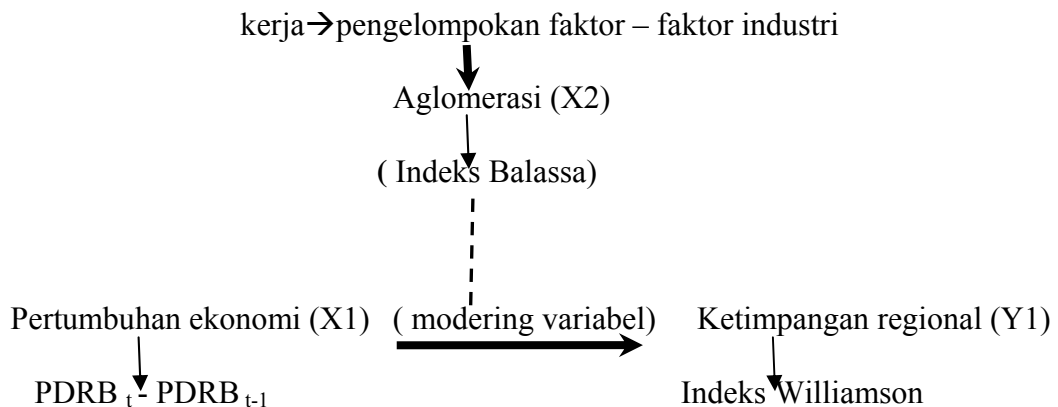 kerja→pengelompokan faktor – faktor industri
Aglomerasi (X2)
( Indeks Balassa)
Pertumbuhan ekonomi (X1) ( modering variabel) Ketimpangan regional (Y1)
PDRB t - PDRB t-1 Indeks Williamson